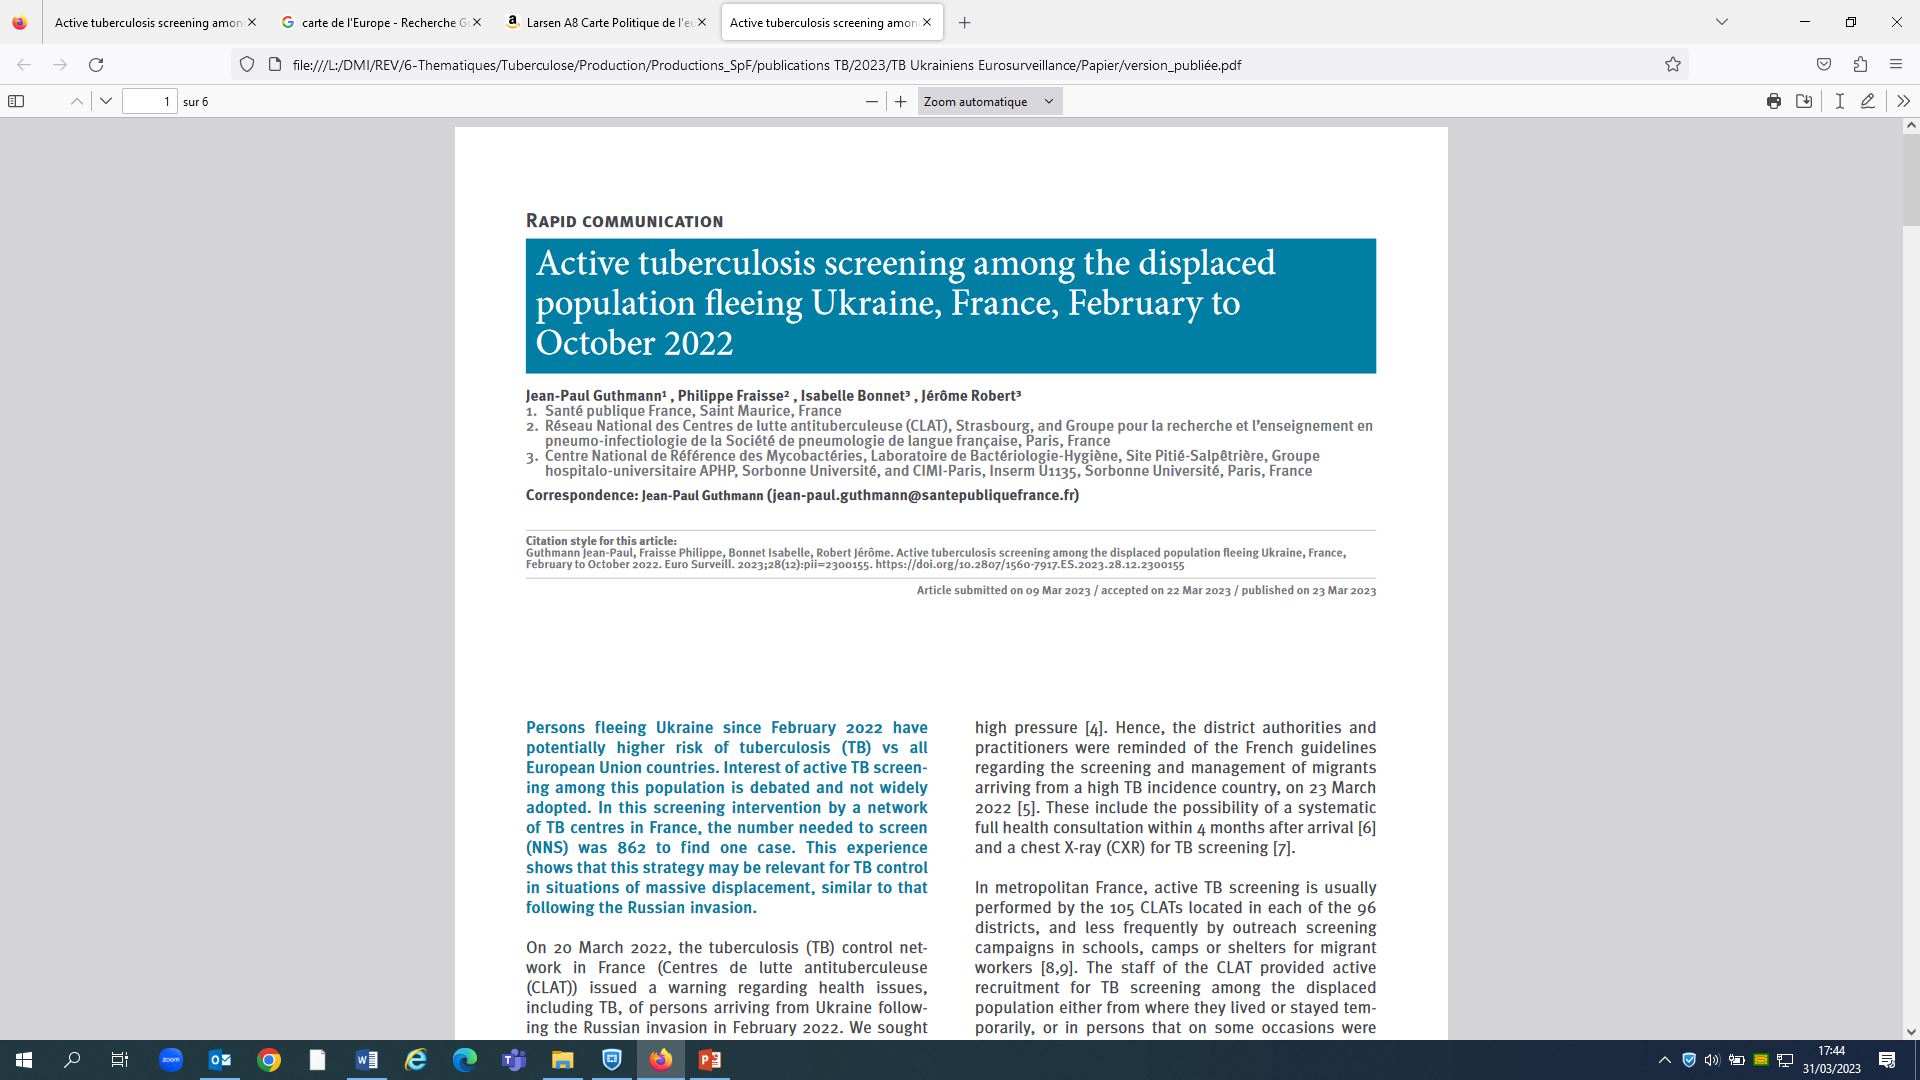 Active tuberculosis screening amon
carte de l'Europe - Recherche G
Larsen A8 Carte Politique de l'eu
Active tuberculosis screening amon
file:///L:/DMI/REV/6-Thematiques/Tuberculose/Production/Productions_SpF/publications TB/2023/TB Ukrainiens Eurosurveillance/Papier/version_publiée.pdf
1 sur 6
Zoom automatique
Rapid communication
Active tuberculosis screening among the displaced
population fleeing Ukraine, France, February to
October 2022
Jean-Paul Guthmann¹ , Philippe Fraisse² , Isabelle Bonnet³ , Jérôme Robert³
1. Santé publique France, Saint Maurice, France
2. Réseau National des Centres de lutte antituberculeuse (CLAT), Strasbourg, and Groupe pour la recherche et l'enseignement en
pneumo-infectiologie de la Société de pneumologie de langue française, Paris, France
3. Centre National de Référence des Mycobactéries, Laboratoire de Bactériologie-Hygiène, Site Pitié-Salpêtrière, Groupe
hospitalo-universitaire APHP, Sorbonne Université, and CIMI-Paris, Inserm U1135, Sorbonne Université, Paris, France
Correspondence: Jean-Paul Guthmann (jean-paul.guthmann@santepubliquefrance.fr)
Citation style for this article:
Guthmann Jean-Paul, Fraisse Philippe, Bonnet Isabelle, Robert Jérôme. Active tuberculosis screening among the displaced population fleeing Ukraine, France,
February to October 2022. Euro Surveill. 2023;28(12):pii=2300155. https://doi.org/10.2807/1560-7917.ES.2023.28.12.2300155
Article submitted on 09 Mar 2023 / accepted on 22 Mar 2023 / published on 23 Mar 2023
Persons fleeing Ukraine since February 2022 have
potentially higher risk of tuberculosis (TB) vs all
European Union countries. Interest of active TB screen-
ing among this population is debated and not widely
adopted. In this screening intervention by a network
of TB centres in France, the number needed to screen
(NNS) was 862 to find one case. This experience
shows that this strategy may be relevant for TB control
in situations of massive displacement, similar to that
following the Russian invasion.
On 20 March 2022, the tuberculosis (TB) control net-
work in France (Centres de lutte antituberculeuse
(CLAT)) issued a warning regarding health issues,
including TB, of persons arriving from Ukraine follow-
ing the Russian invasion in February 2022. We sought
high pressure [4]. Hence, the district authorities and
practitioners were reminded of the French guidelines
regarding the screening and management of migrants
arriving from a high TB incidence country, on 23 March
2022 [5]. These include the possibility of a systematic
full health consultation within 4 months after arrival [6]
and a chest X-ray (CXR) for TB screening [7].
In metropolitan France, active TB screening is usually
performed by the 105 CLATs located in each of the 96
districts, and less frequently by outreach screening
campaigns in schools, camps or shelters for migrant
workers [8,9]. The staff of the CLAT provided active
recruitment for TB screening among the displaced
population either from where they lived or stayed tem-
porarily, or in persons that on some occasions were
zoom
17:44
31/03/2023